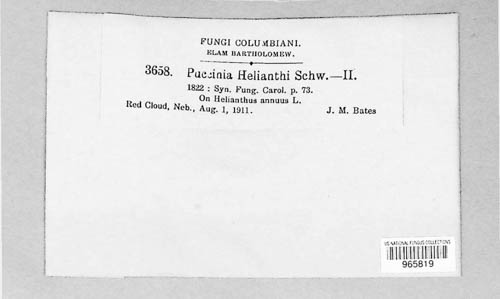 FUNGI COLUMBIANI.
ELAM BARTHOLOMEW.
3658. Puccinia Helianthi Schw.—II.
1822 : Syn. Fung. Carol. p. 73.
On Helianthus annuus L.
Red Cloud, Neb., Aug. 1, 1911. J. M. Bates
US NATIONAL FUNGUS COLLECTIONS
965819